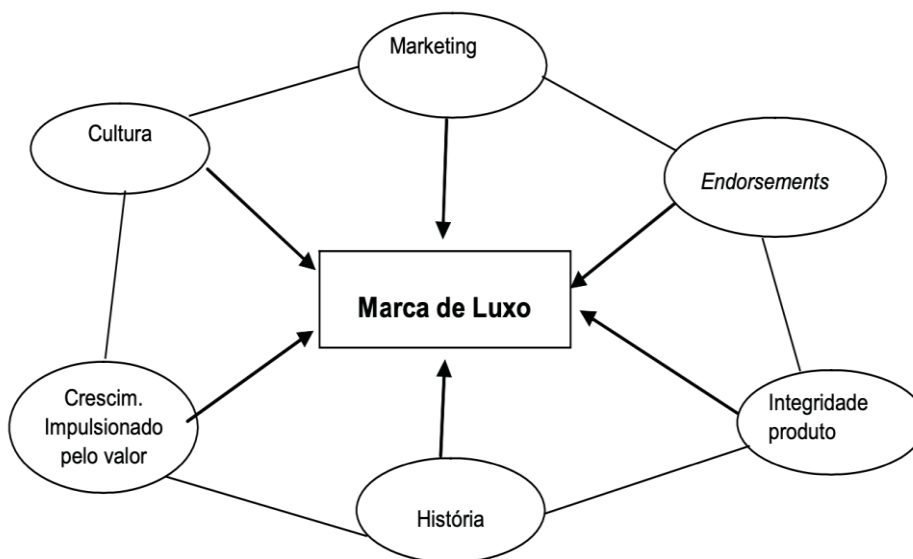 Marketing
Cultura
Endorsements
Marca de Luxo
Crescim.
Impulsionado
pelo valor
Integridade
produto
História